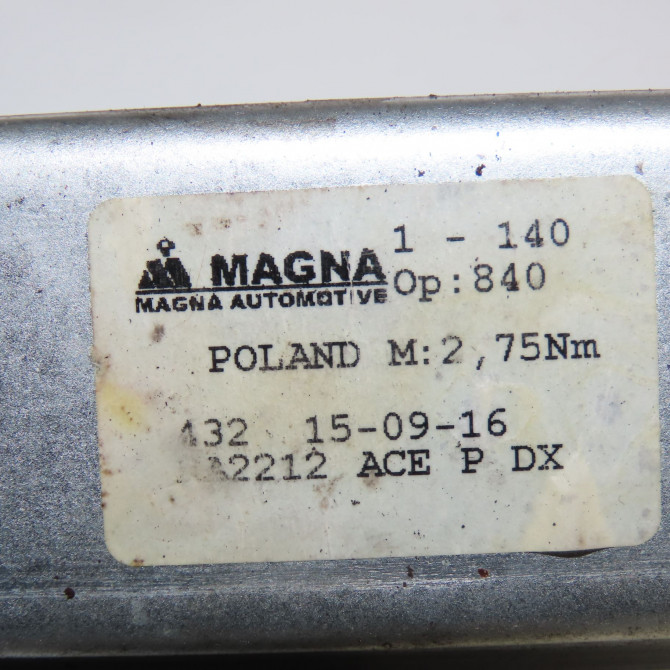 MAGNA 1 - 140
MAGNA AUTOMOTIVE Op:840
POLAND M:2,75Nm
432 15-09-16
ACE P DX